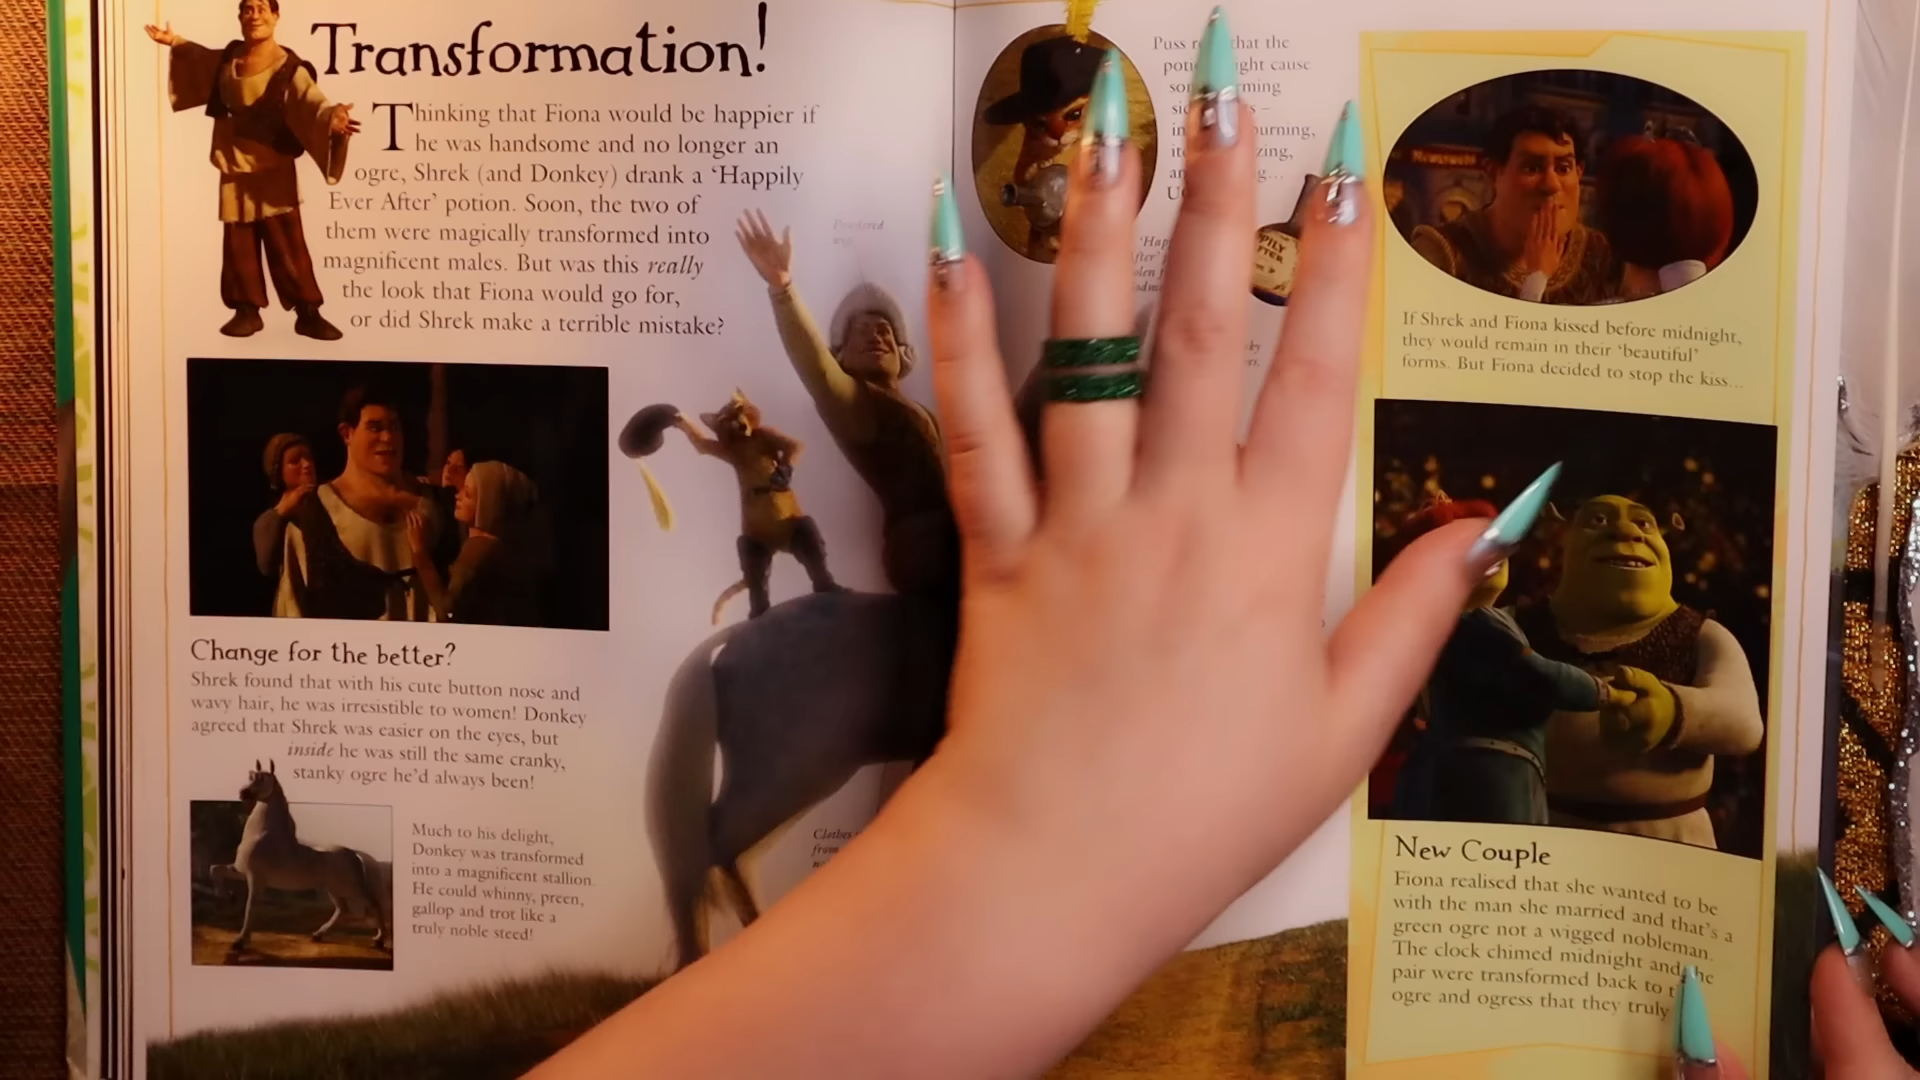 Transformation!
Thinking that Fiona would be happier if
he was handsome and no longer an
ogre, Shrek (and Donkey) drank a ‘Happily
Ever After’ potion. Soon, the two of
them were magically transformed into
magnificent males. But was this really
the look that Fiona would go for,
or did Shrek make a terrible mistake?
Change for the better?
Shrek found that with his cute button nose and
wavy hair, he was irresistible to women! Donkey
agreed that Shrek was easier on the eyes, but
inside he was still the same cranky,
stanky ogre he’d always been!
Much to his delight,
Donkey was transformed
into a magnificent stallion.
He could whinny, preen,
gallop and trot like a
truly noble steed!
Powdered
Clothes
from
Puss that the
cause
If Shrek and Fiona kissed before midnight,
they would remain in their ‘beautiful’
forms. But Fiona decided to stop the kiss...
New Couple
Fiona realised that she wanted to be
with the man she married and that’s a
green ogre not a wigged nobleman.
The clock chimed midnight and
pair were transformed back to
ogre and ogress that they truly